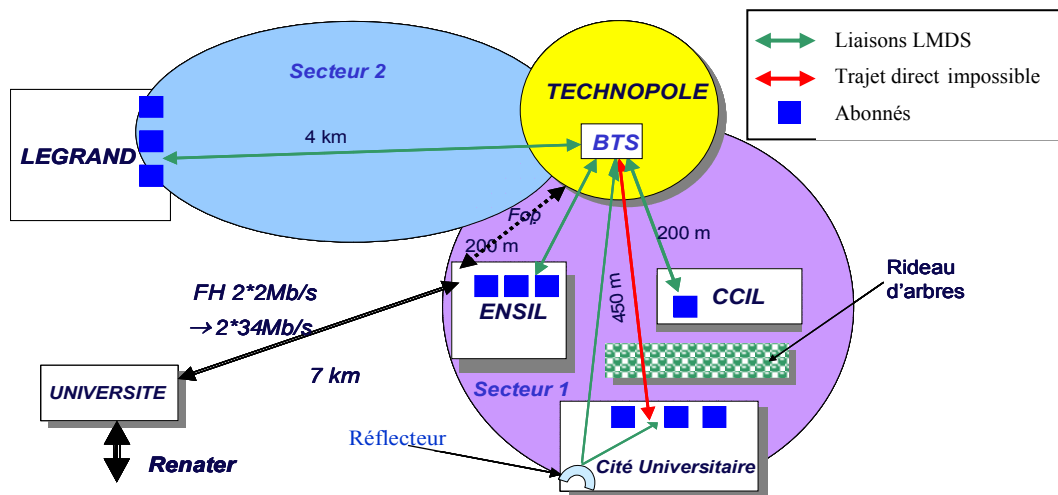 Secteur 2
TECHNOPOLE
BTS
LEGRAND
4 km
Liaisons LMDS
Trajet direct impossible
Abonnés
Fop
200 m
200 m
450 m
ENSIL
CCIL
Rideau
d'arbres
FH 2*2Mb/s
→ 2*34Mb/s
7 km
UNIVERSITE
Secteur 1
Réflecteur
Cité Universitaire
Renater